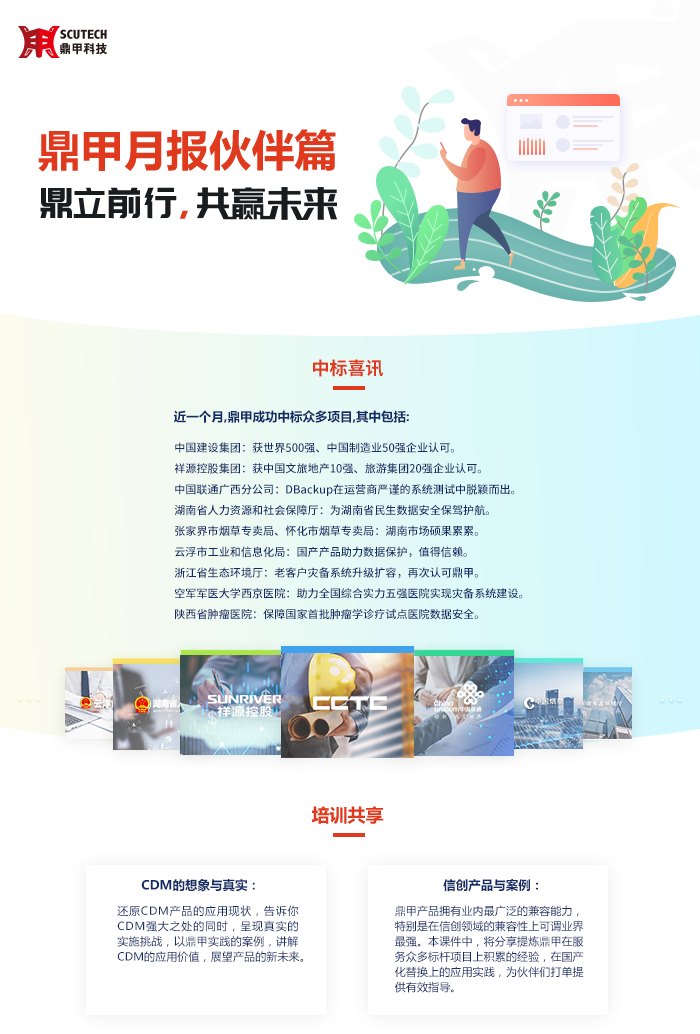 SCUTECH
鼎甲科技
鼎甲月报伙伴篇
鼎立前行,共赢未来
中标喜讯
近一个月,鼎甲成功中标众多项目,其中包括:
中国建设集团：获世界500强、中国制造业50强企业认可。
祥源控股集团：获中国文旅地产10强、旅游集团20强企业认可。
中国联通广西分公司：DBackup在运营商严谨的系统测试中脱颖而出。
湖南省人力资源和社会保障厅：为湖南省民生数据安全保驾护航。
张家界市烟草专卖局、怀化市烟草专卖局：湖南市场硕果累累。
云浮市工业和信息化局：国产产品助力数据保护，值得信赖。
浙江省生态环境厅：老客户灾备系统升级扩容，再次认可鼎甲。
空军军医大学西京医院：助力全国综合实力五强医院实现灾备系统建设。
陕西省肿瘤医院：保障国家首批肿瘤学诊疗试点医院数据安全。
云浮
湖南省
SUNRIVER
祥源控股
CCTC
China
unicom中国联通
中国烟草
培训共享
CDM的想象与真实：
还原CDM产品的应用现状，告诉你
CDM强大之处的同时，呈现真实的
实施挑战，以鼎甲实践的案例，讲解
CDM的应用价值，展望产品的新未来。
信创产品与案例：
鼎甲产品拥有业内最广泛的兼容能力，
特别是在信创领域的兼容性上可谓业界
最强。本课件中，将分享提炼鼎甲在服
务众多标杆项目上积累的经验，在国产
化替换上的应用实践，为伙伴们打单提
供有效指导。